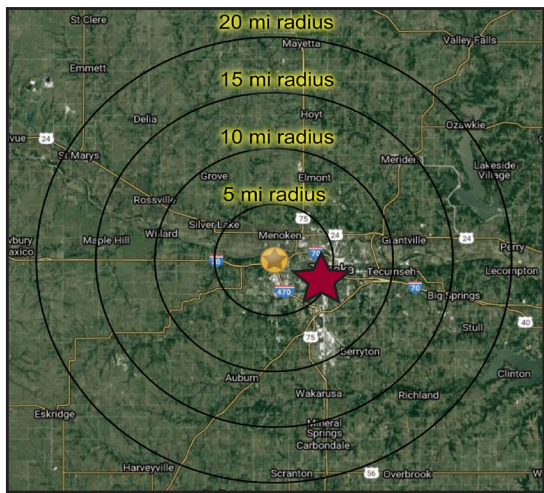 20 mi radius
St Clere
Mayetta
Valley Falls
Emmett
15 mi radius
Delia
Hoyt
Ozawkie
10 mi radius
24
St Marys
Meriden
Lakeside
Village
Grove
Elmont
5 mi radius
Rossville
Silver Lake
75
Maple Hill
Willard
Menoken
24
Grantville
24
Perry
70
70
Tecumseh
Lecompton
470
70
Big Springs
40
75
Stull
Berryton
Auburn
Clinton
Wakarusa
Richland
Eskridge
Mineral
Springs
Carbondale
Harveyville
Scranton
56
Overbrook